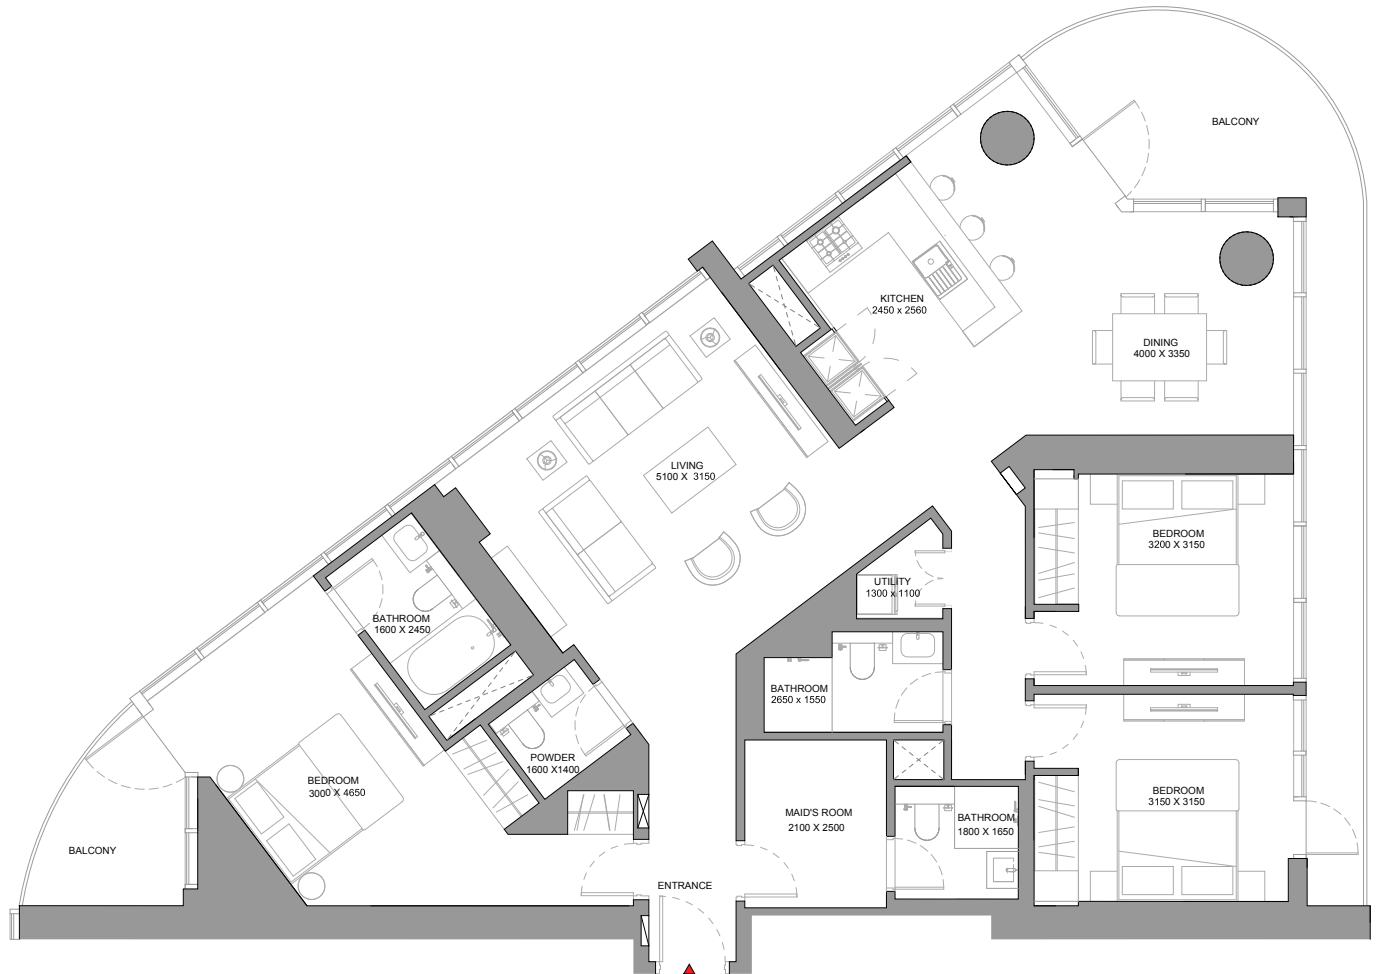 BALCONY
KITCHEN
2450 x 2560
DINING
4000 X 3350
LIVING
5100 X 3150
BEDROOM
3200 X 3150
UTILITY
1300 x 1100
BATHROOM
1600 X 2450
BATHROOM
2650 x 1550
POWDER
1600 X1400
BEDROOM
3000 X 4650
BEDROOM
3150 X 3150
MAID'S ROOM
2100 X 2500
BATHROOM
1800 X 1650
BALCONY
ENTRANCE